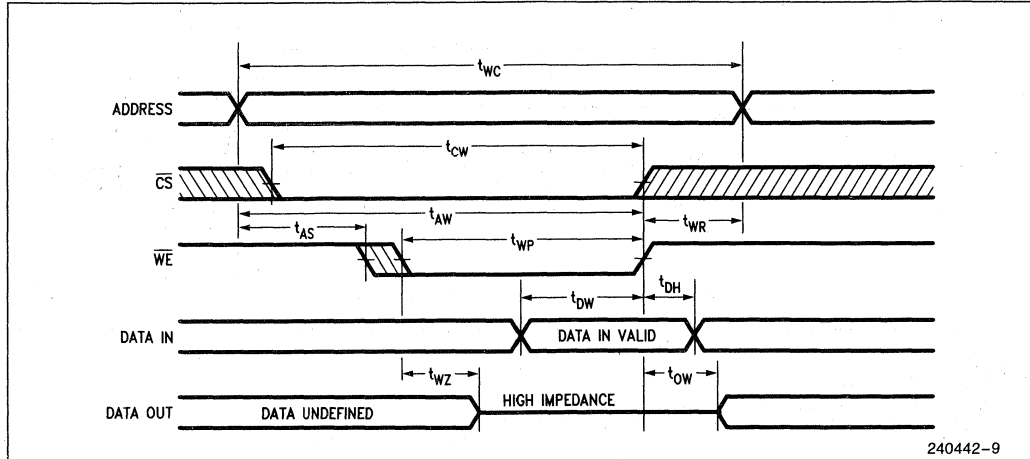 tWC
ADDRESS
tCW
CS
tAW
tAS
tWR
tWP
WE
tDW
tDH
DATA IN
DATA IN VALID
tWZ
tOW
HIGH IMPEDANCE
DATA OUT
DATA UNDEFINED
240442-9